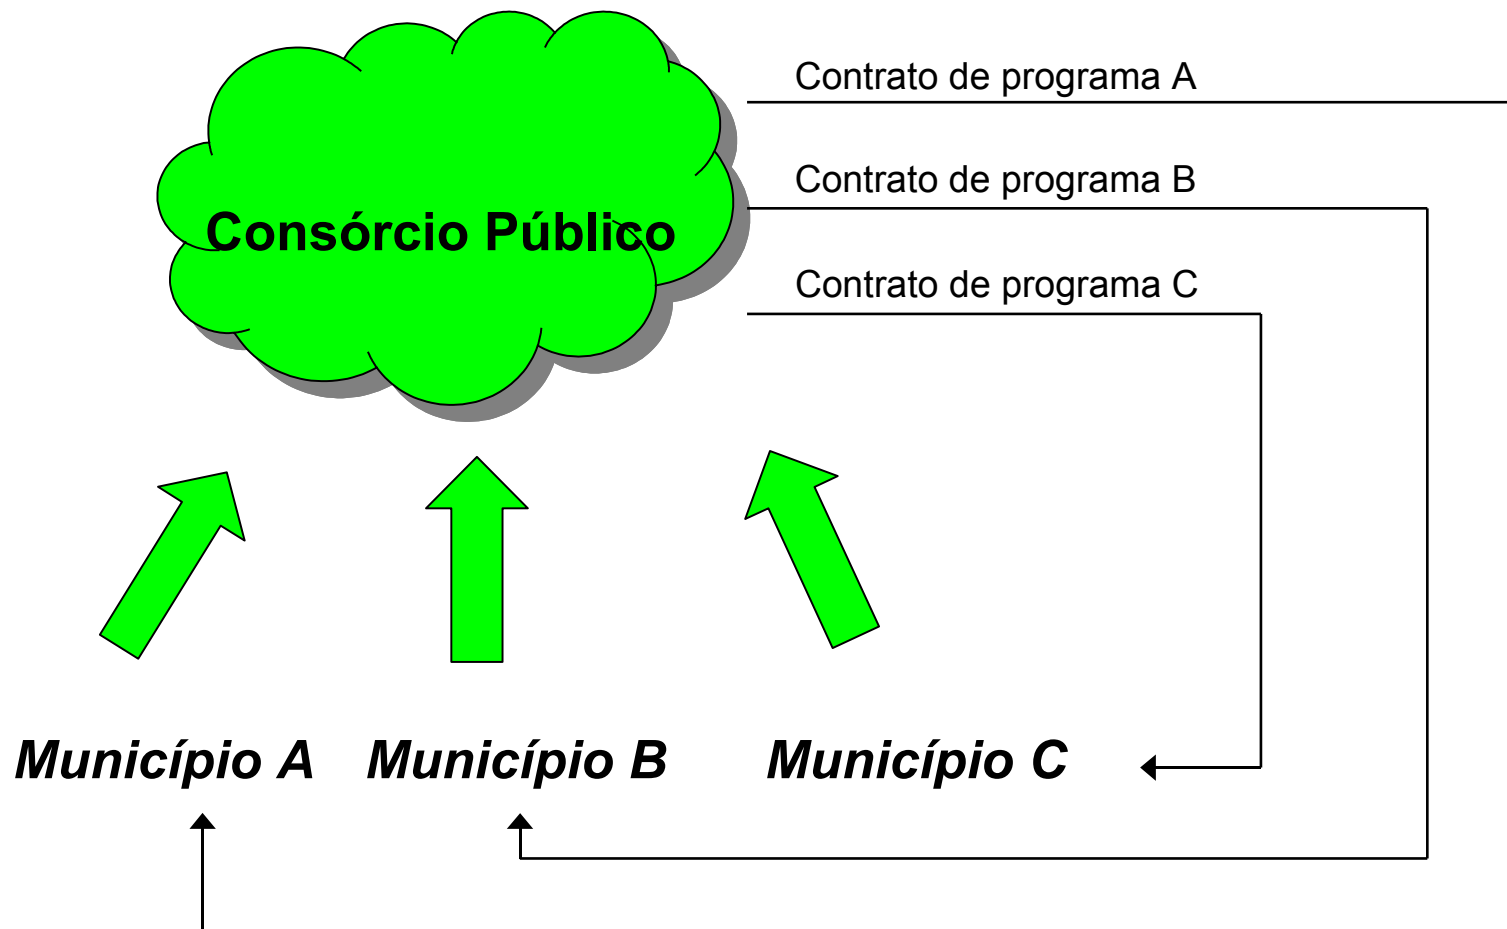 Contrato de programa A
Contrato de programa B
Consórcio Público
Contrato de programa C
Município A
Município B
Município C